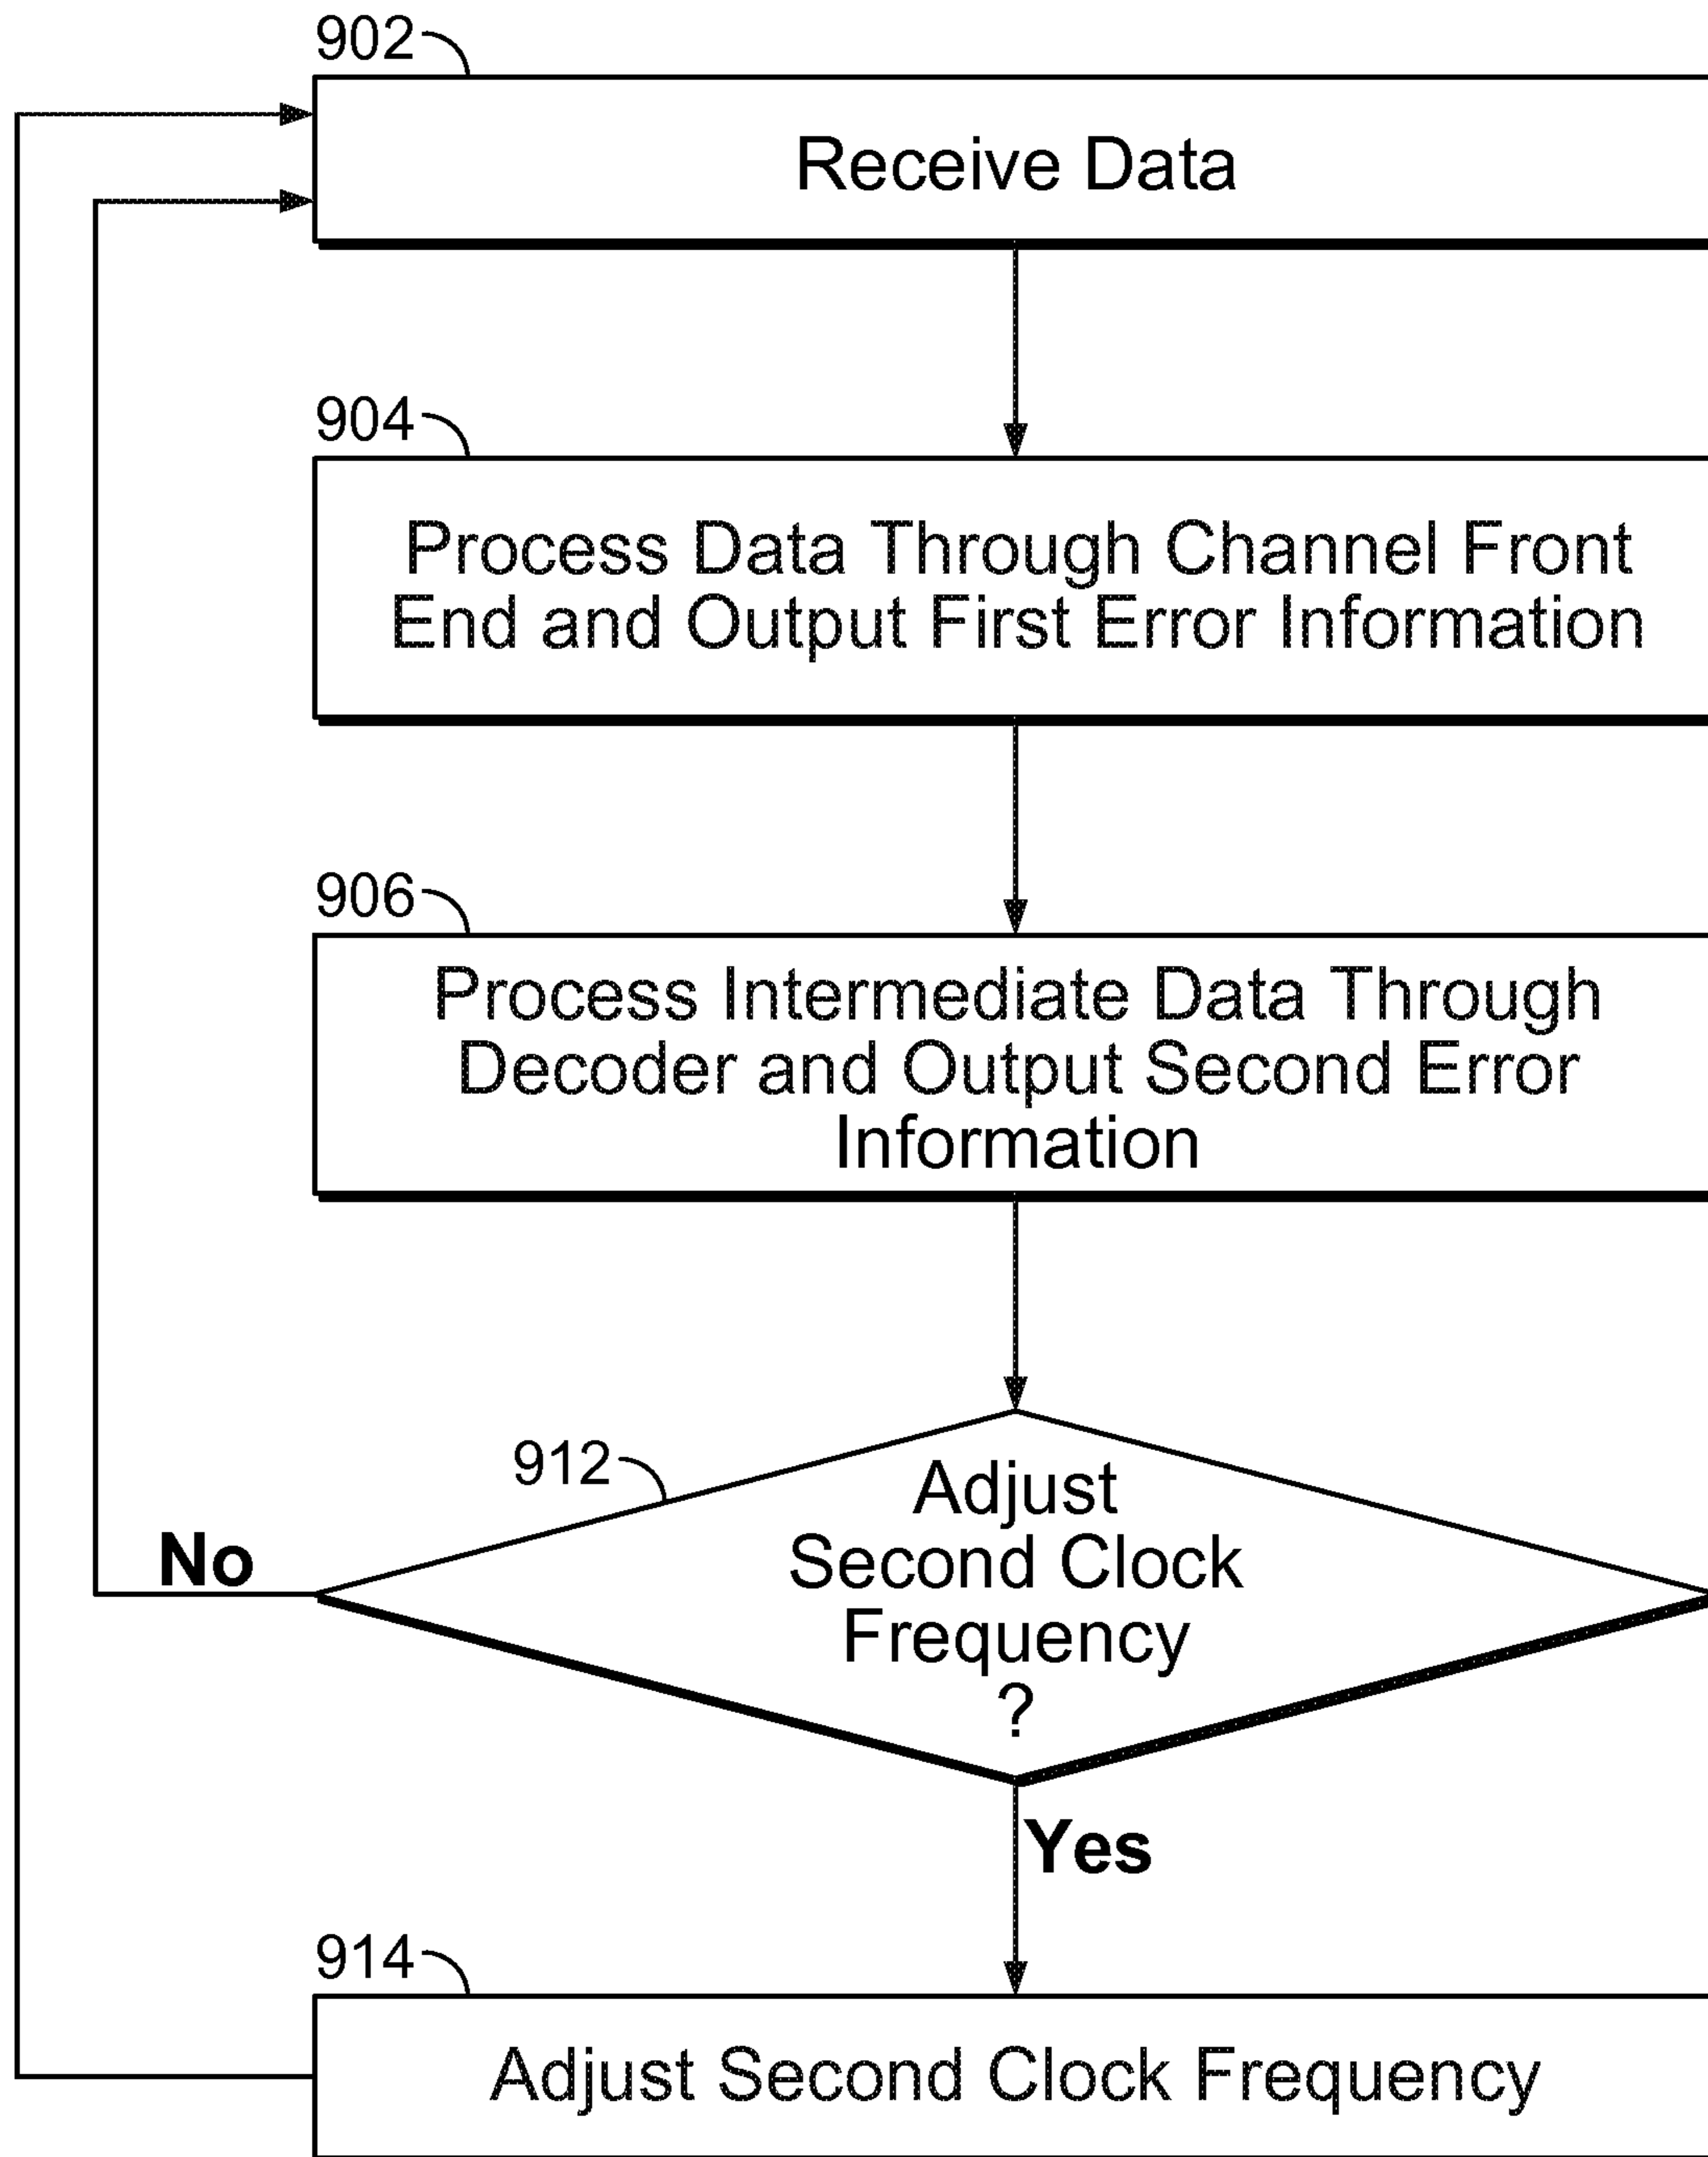 902
Receive Data
904
Process Data Through Channel Front
End and Output First Error Information
906
Process Intermediate Data Through
Decoder and Output Second Error
Information
912
Adjust
Second Clock
Frequency
?
No
Yes
914
Adjust Second Clock Frequency